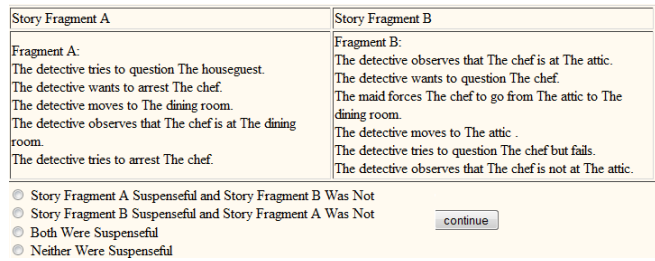 Story Fragment A
Story Fragment B
Fragment A:
The detective tries to question The houseguest.
The detective wants to arrest The chef.
The detective moves to The dining room.
The detective observes that The chef is at The dining
room.
The detective tries to arrest The chef.
Fragment B:
The detective observes that The chef is at The attic.
The detective wants to question The chef.
The maid forces The chef to go from The attic to The
dining room.
The detective moves to The attic .
The detective tries to question The chef but fails.
The detective observes that The chef is not at The attic.
Story Fragment A Suspenseful and Story Fragment B Was Not
Story Fragment B Suspenseful and Story Fragment A Was Not
Both Were Suspenseful
Neither Were Suspenseful
continue